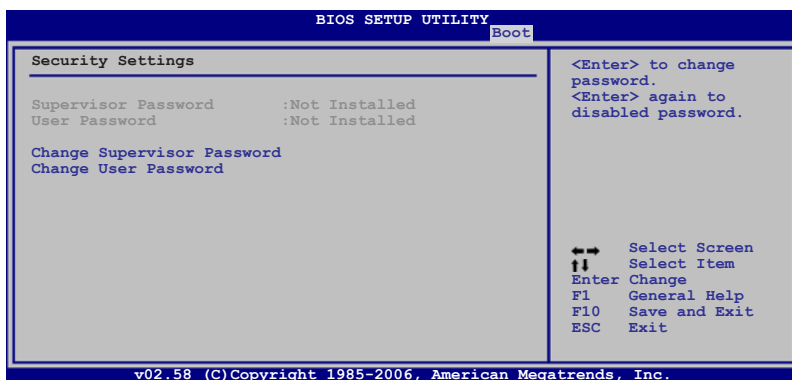 BIOS SETUP UTILITY
Boot
Security Settings
Supervisor Password :Not Installed
User Password :Not Installed
Change Supervisor Password
Change User Password
<Enter> to change
password.
<Enter> again to
disabled password.
←→ Select Screen
↑↓ Select Item
Enter Change
F1 General Help
F10 Save and Exit
ESC Exit
v02.58 (C)Copyright 1985-2006, American Megatrends, Inc.